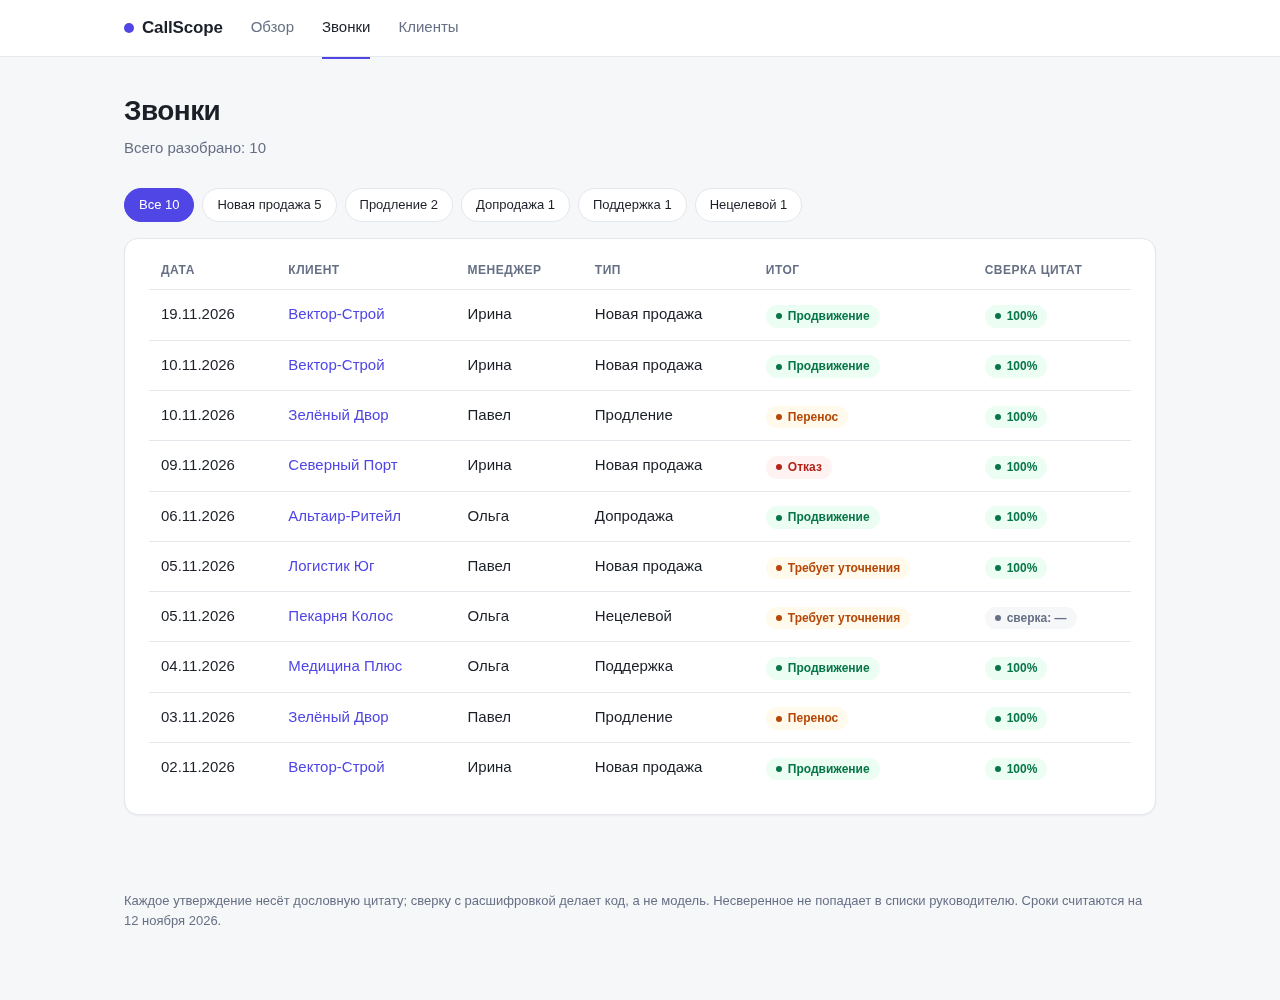 CallScope Обзор Звонки Клиенты
Звонки
Всего разобрано: 10
Все 10 Новая продажа 5 Продление 2 Допродажа 1 Поддержка 1 Нецелевой 1
ДАТА КЛИЕНТ МЕНЕДЖЕР ТИП ИТОГ СВЕРКА ЦИТАТ
19.11.2026 Вектор-Строй Ирина Новая продажа Продвижение 100%
10.11.2026 Вектор-Строй Ирина Новая продажа Продвижение 100%
10.11.2026 Зелёный Двор Павел Продление Перенос 100%
09.11.2026 Северный Порт Ирина Новая продажа Отказ 100%
06.11.2026 Альтаир-Ритейл Ольга Допродажа Продвижение 100%
05.11.2026 Логистик Юг Павел Новая продажа Требует уточнения 100%
05.11.2026 Пекарня Колос Ольга Нецелевой Требует уточнения сверка: —
04.11.2026 Медицина Плюс Ольга Поддержка Продвижение 100%
03.11.2026 Зелёный Двор Павел Продление Перенос 100%
02.11.2026 Вектор-Строй Ирина Новая продажа Продвижение 100%
Каждое утверждение несёт дословную цитату; сверку с расшифровкой делает код, а не модель. Несверенное не попадает в списки руководителю. Сроки считаются на
12 ноября 2026.